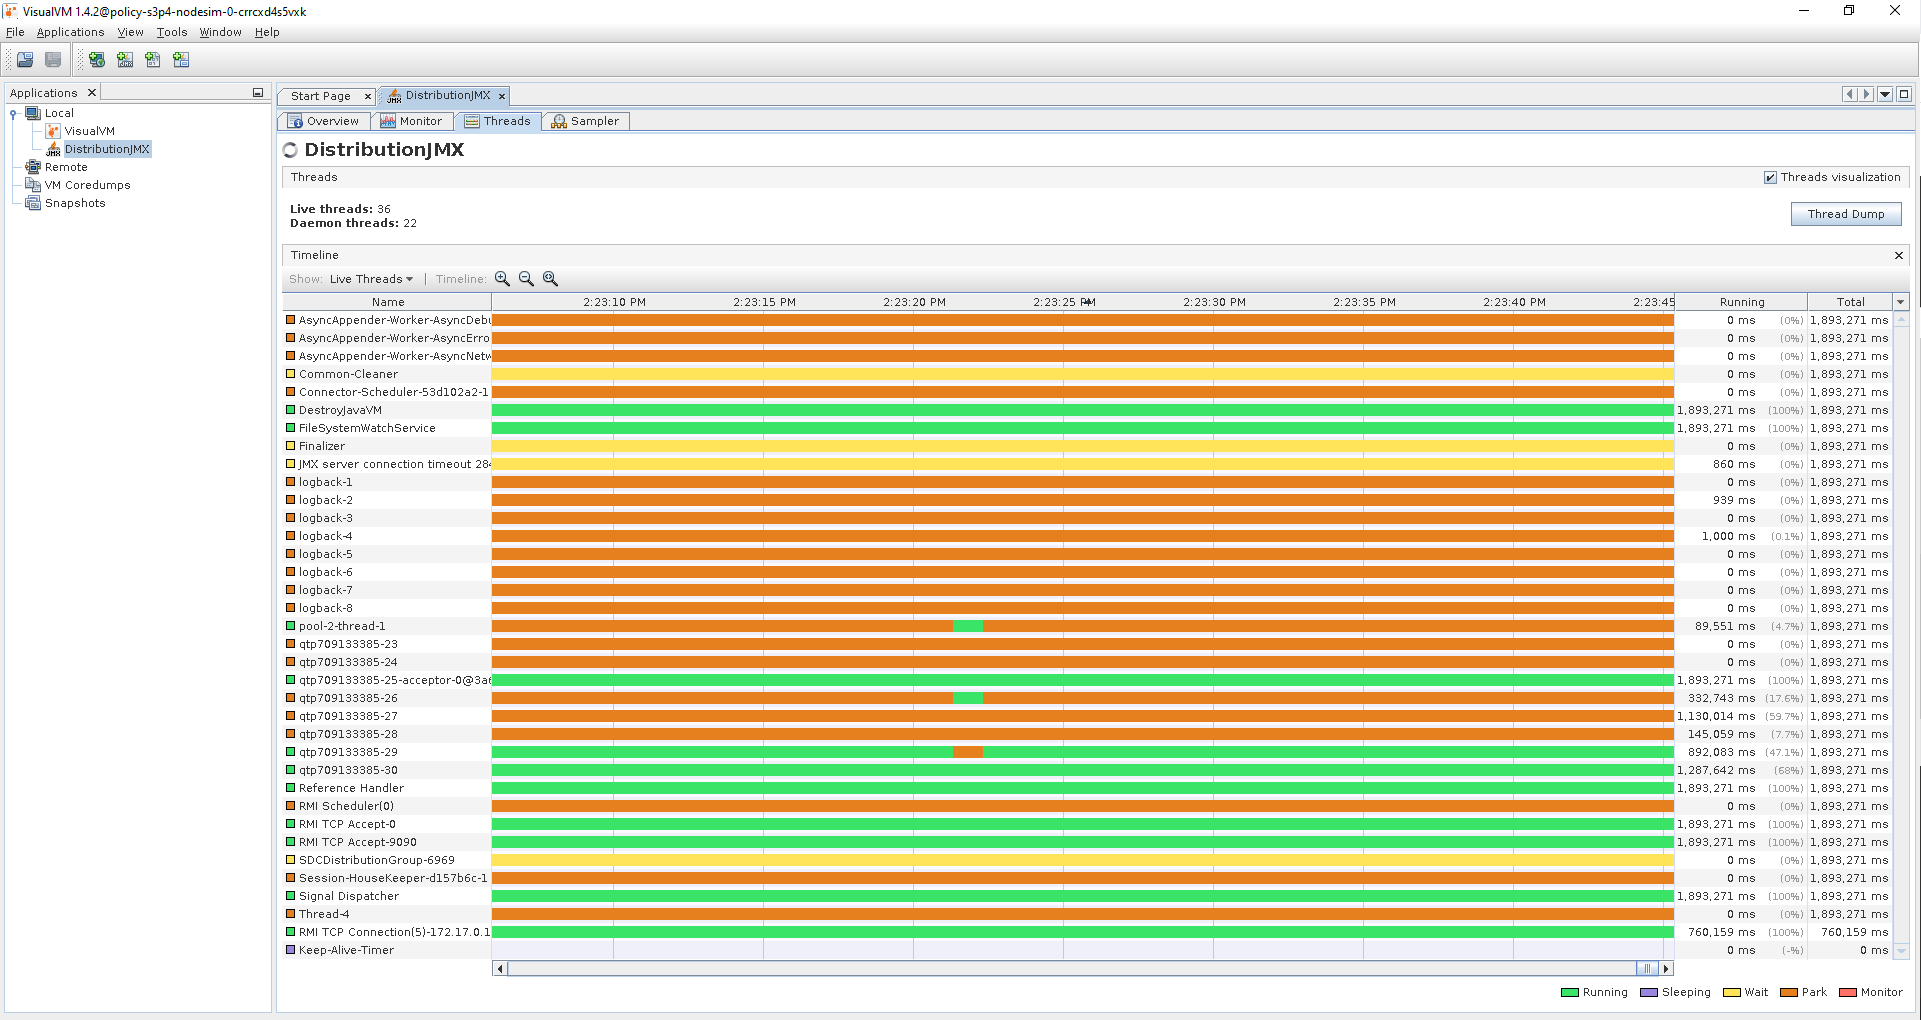 VisualVM 1.4.2@policy-s3p4-nodesim-0-crrcxd4s5vxk
File Applications View Tools Window Help
Applications
Start Page DistributionJMX
Local
VisualVM
DistributionJMX
Remote
VM Coredumps
Snapshots
Overview Monitor Threads Sampler
DistributionJMX
Threads Threads visualization
Live threads: 36
Daemon threads: 22
Thread Dump
Timeline
Show: Live Threads Timeline:
Name 2:23:10 PM 2:23:15 PM 2:23:20 PM 2:23:25 PM 2:23:30 PM 2:23:35 PM 2:23:40 PM 2:23:45 Running Total
AsyncAppender-Worker-AsyncDebu 0 ms (0%) 1,893,271 ms
AsyncAppender-Worker-AsyncErro 0 ms (0%) 1,893,271 ms
AsyncAppender-Worker-AsyncNetw 0 ms (0%) 1,893,271 ms
Common-Cleaner 0 ms (0%) 1,893,271 ms
Connector-Scheduler-53d102a2-1 0 ms (0%) 1,893,271 ms
DestroyJavaVM 1,893,271 ms (100%) 1,893,271 ms
FileSystemWatchService 1,893,271 ms (100%) 1,893,271 ms
Finalizer 0 ms (0%) 1,893,271 ms
JMX server connection timeout 284 860 ms (0%) 1,893,271 ms
logback-1 0 ms (0%) 1,893,271 ms
logback-2 939 ms (0%) 1,893,271 ms
logback-3 0 ms (0%) 1,893,271 ms
logback-4 1,000 ms (0.1%) 1,893,271 ms
logback-5 0 ms (0%) 1,893,271 ms
logback-6 0 ms (0%) 1,893,271 ms
logback-7 0 ms (0%) 1,893,271 ms
logback-8 0 ms (0%) 1,893,271 ms
pool-2-thread-1 89,551 ms (4.7%) 1,893,271 ms
qtp709133385-23 0 ms (0%) 1,893,271 ms
qtp709133385-24 0 ms (0%) 1,893,271 ms
qtp709133385-25-acceptor-0@3a6 1,893,271 ms (100%) 1,893,271 ms
qtp709133385-26 332,743 ms (17.6%) 1,893,271 ms
qtp709133385-27 1,130,014 ms (59.7%) 1,893,271 ms
qtp709133385-28 145,059 ms (7.7%) 1,893,271 ms
qtp709133385-29 892,083 ms (47.1%) 1,893,271 ms
qtp709133385-30 1,287,642 ms (68%) 1,893,271 ms
Reference Handler 1,893,271 ms (100%) 1,893,271 ms
RMI Scheduler(0) 0 ms (0%) 1,893,271 ms
RMI TCP Accept-0 1,893,271 ms (100%) 1,893,271 ms
RMI TCP Accept-9090 1,893,271 ms (100%) 1,893,271 ms
SDCDistributionGroup-6969 0 ms (0%) 1,893,271 ms
Session-HouseKeeper-d157b6c-1 0 ms (0%) 1,893,271 ms
Signal Dispatcher 1,893,271 ms (100%) 1,893,271 ms
Thread-4 0 ms (0%) 1,893,271 ms
RMI TCP Connection(5)-172.17.0.1 760,159 ms (100%) 760,159 ms
Keep-Alive-Timer 0 ms (-%) 0 ms
Running Sleeping Wait Park Monitor